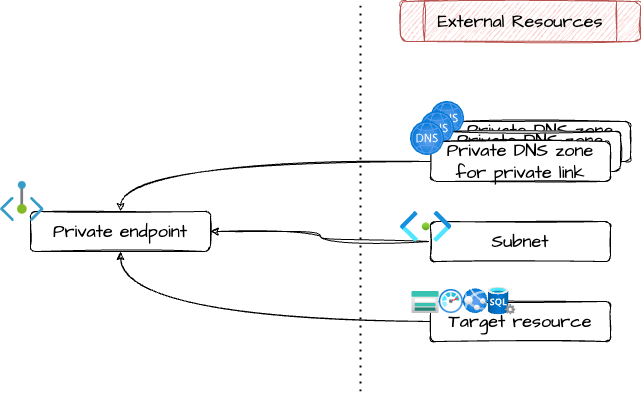 External Resources
DNS
DNS
Private DNS zone
Private DNS zone
Private DNS zone
for private link
Private endpoint
Subnet
SQL
Target resource